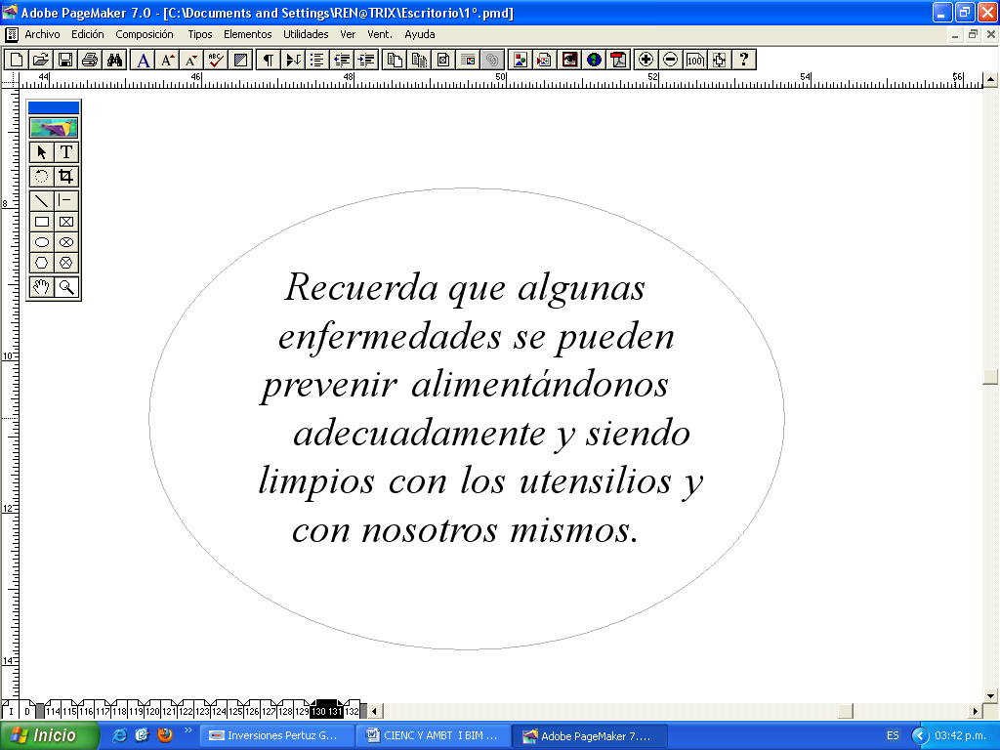 Adobe PageMaker 7.0 - [C:\Documents and Settings\REN@TRIX\Escritorio\1°.pmd]
Archivo Edición Composición Tipos Elementos Utilidades Ver Vent. Ayuda
44 46 48 50 52 54 56
8
10
12
14
Recuerda que algunas
enfermedades se pueden
prevenir alimentándonos
adecuadamente y siendo
limpios con los utensilios y
con nosotros mismos.
I D 114 115 116 117 118 119 120 121 122 123 124 125 126 127 128 129 130 131 132
Inicio » Inversiones Pertuz G... CIENC Y AMBT I BIM ... Adobe PageMaker 7.... ES 03:42 p.m.